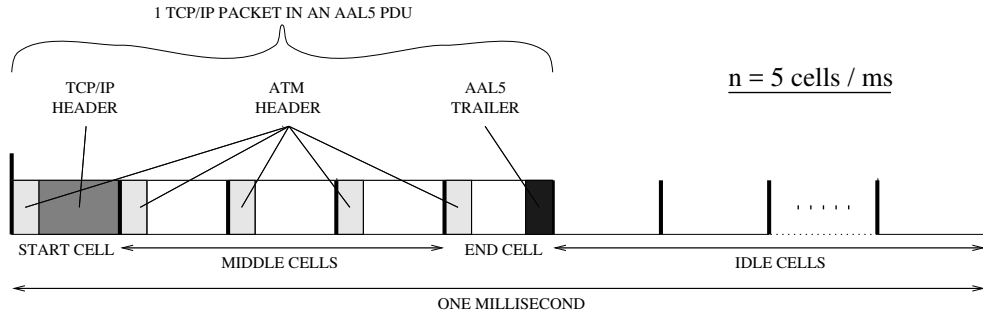 1 TCP/IP PACKET IN AN AAL5 PDU
TCP/IP
HEADER
ATM
HEADER
AAL5
TRAILER
n = 5 cells / ms
START CELL
MIDDLE CELLS
END CELL
IDLE CELLS
ONE MILLISECOND